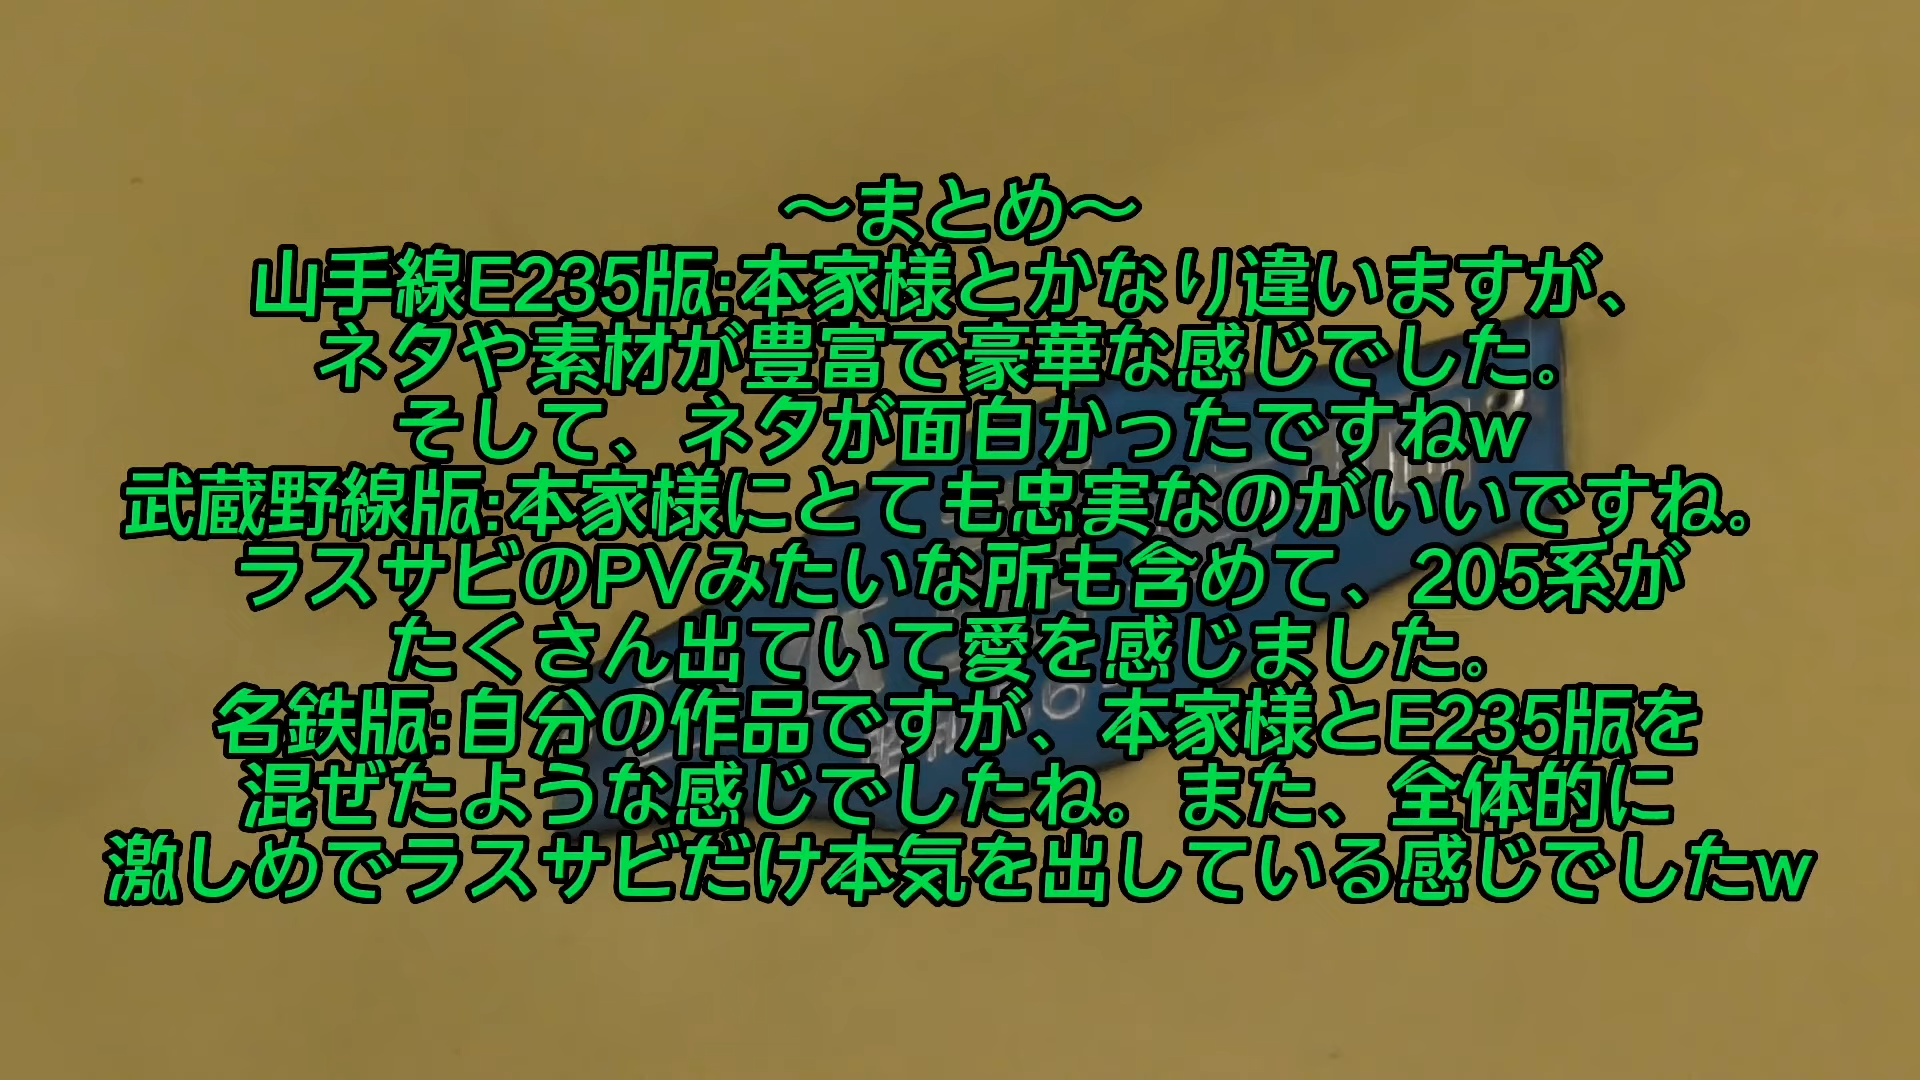 ～まとめ～
山手線E235版:本家様とかなり違いますが、
ネタや素材が豊富で豪華な感じでした。
そして、ネタが面白かったですねw
武蔵野線版:本家様にとても忠実なのがいいですね。
ラスサビのPVみたいな所も含めて、205系が
たくさん出ていて愛を感じました。
名鉄版:自分の作品ですが、本家様とE235版を
混ぜたような感じでしたね。また、全体的に
激しめでラスサビだけ本気を出している感じでしたw